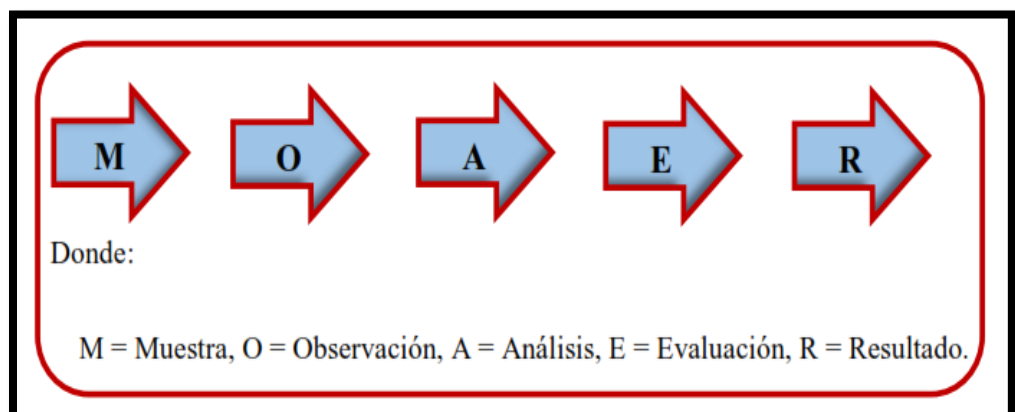 M O A E R
Donde:
M = Muestra, O = Observación, A = Análisis, E = Evaluación, R = Resultado.